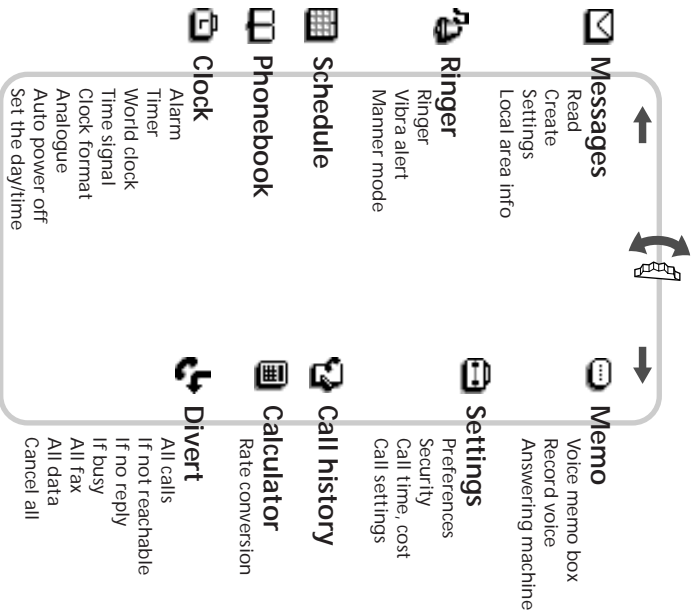 Messages
Read
Create
Settings
Local area info
Ringer
Ringer
Vibra alert
Manner mode
Schedule
Phonebook
Clock
Alarm
Timer
World clock
Time signal
Clock format
Analogue
Auto power off
Set the day/time
Memo
Voice memo box
Record voice
Answering machine
Settings
Preferences
Security
Call time, cost
Call settings
Call history
Calculator
Rate conversion
Divert
All calls
If not reachable
If no reply
If busy
All fax
All data
Cancel all